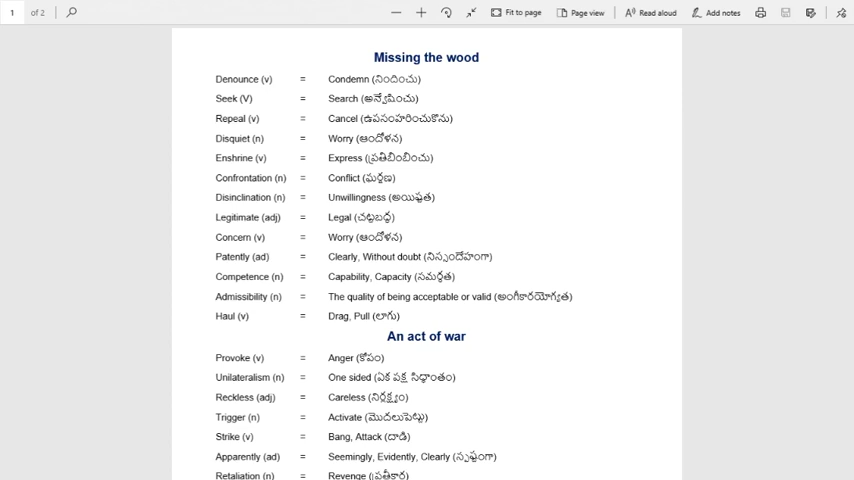 1 of 2 Fit to page Page view Read aloud Add notes
Missing the wood
Denounce (v) = Condemn (నిందించు)
Seek (V) = Search (అన్వేషించు)
Repeal (v) = Cancel (ఉపసంహరించుకొను)
Disquiet (n) = Worry (ఆందోళన)
Enshrine (v) = Express (ప్రతిబింబించు)
Confrontation (n) = Conflict (ఘర్షణ)
Disinclination (n) = Unwillingness (అయిష్టత)
Legitimate (adj) = Legal (చట్టబద్ధ)
Concern (v) = Worry (ఆందోళన)
Patently (ad) = Clearly, Without doubt (నిస్సందేహంగా)
Competence (n) = Capability, Capacity (సమర్థత)
Admissibility (n) = The quality of being acceptable or valid (అంగీకారయోగ్యత)
Haul (v) = Drag, Pull (లాగు)
An act of war
Provoke (v) = Anger (కోపం)
Unilateralism (n) = One sided (ఏక పక్ష సిద్ధాంతం)
Reckless (adj) = Careless (నిర్లక్ష్యం)
Trigger (n) = Activate (మొదలుపెట్టు)
Strike (v) = Bang, Attack (దాడి)
Apparently (ad) = Seemingly, Evidently, Clearly (స్పష్టంగా)
Retaliation (n) = Revenge (ప్రతీకార)